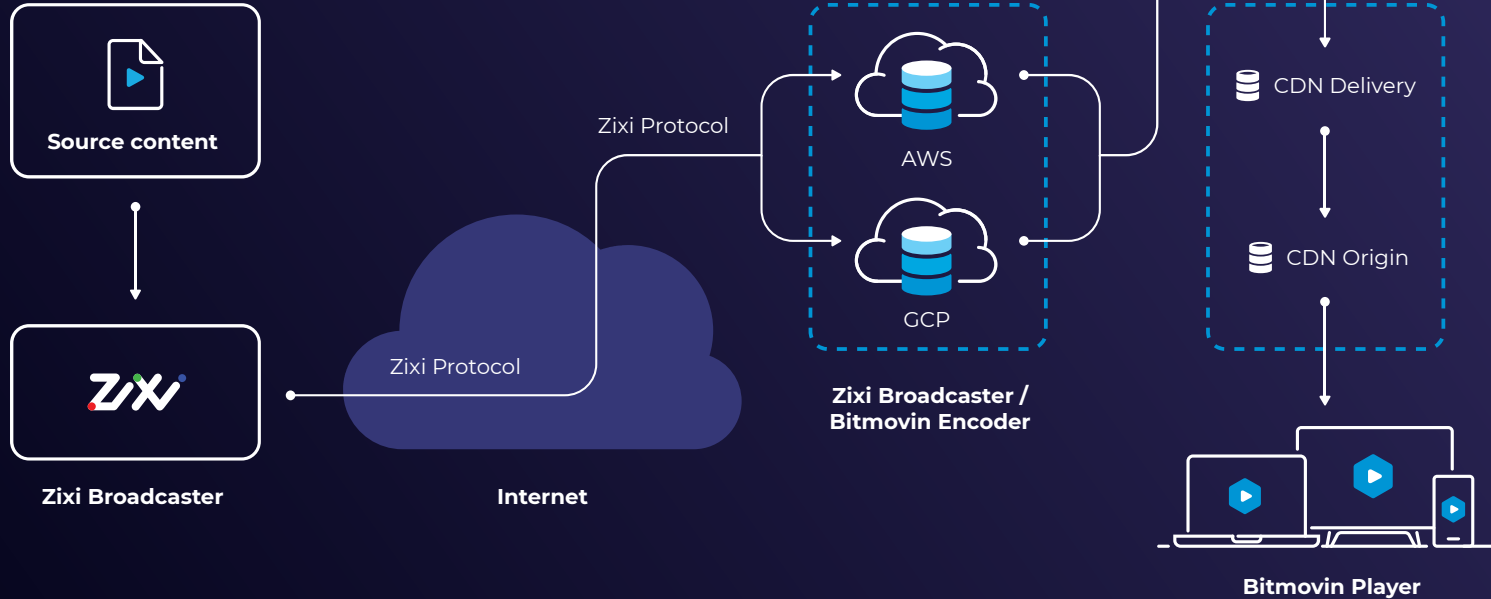 Source content
Zixi
Zixi Broadcaster
Zixi Protocol
Internet
Zixi Protocol
AWS
GCP
Zixi Broadcaster /
Bitmovin Encoder
CDN Delivery
CDN Origin
Bitmovin Player